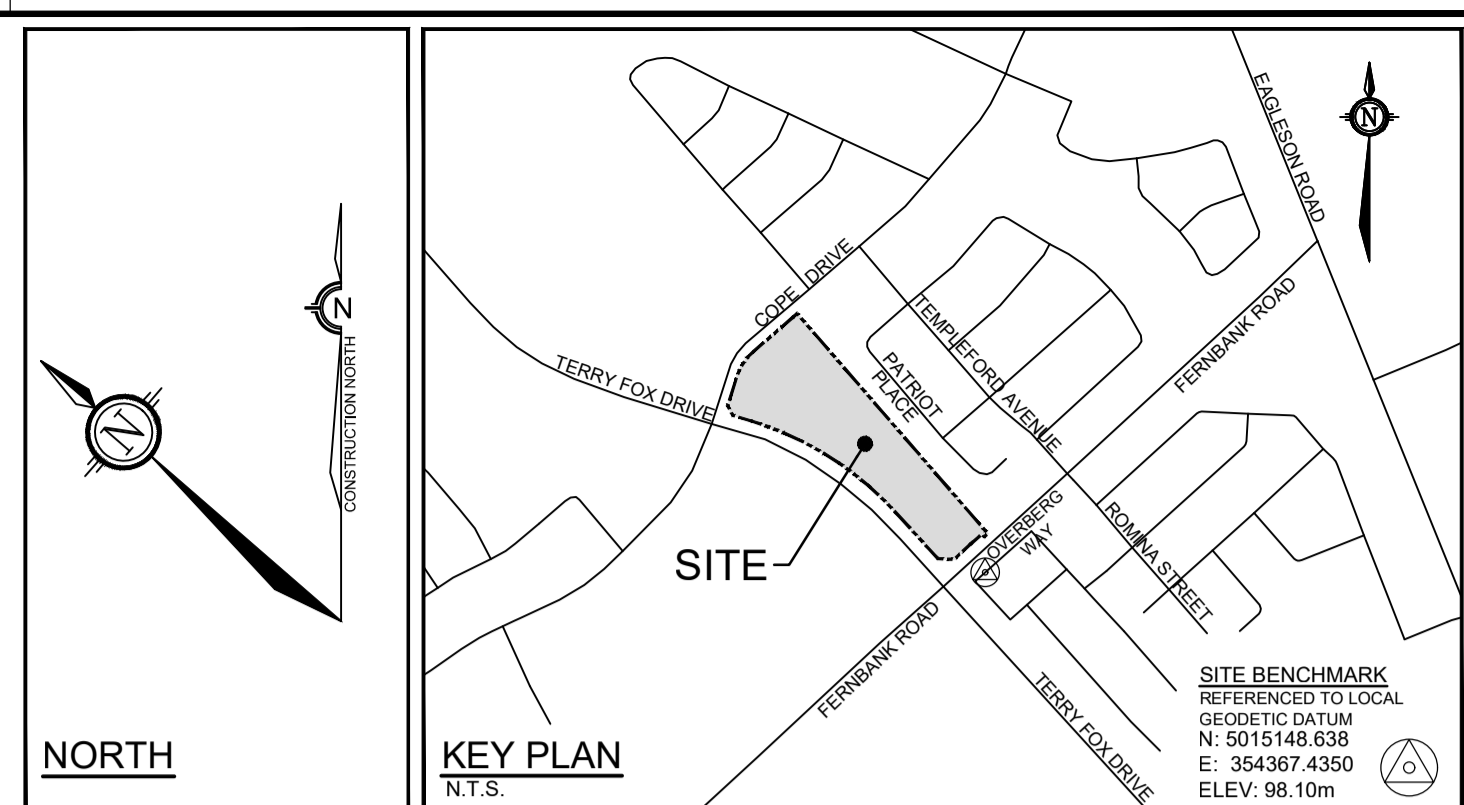 N
N
CONSTRUCTION NORTH
NORTH
EAGLESON ROAD
N
COPE DRIVE
TERRY FOX DRIVE
TEMPLEFORD AVENUE
PATRIOT
PLACE
FERNBANK ROAD
SITE
OVERBERG
WAY
ROMINA STREET
FERNBANK ROAD
TERRY FOX DRIVE
KEY PLAN
N.T.S.
SITE BENCHMARK
REFERENCED TO LOCAL
GEODETIC DATUM
N: 5015148.638
E: 354367.4350
ELEV: 98.10m